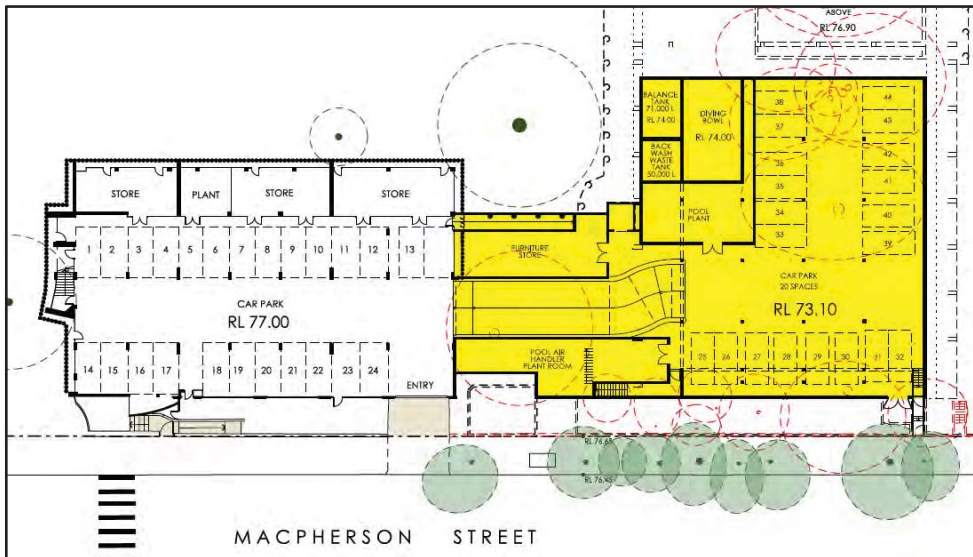 ABOVE
RL 76.90
BALANCE
TANK
71,000 L
RL 74.00
DIVING
BOWL
RL 74.00
BACK
WASH
WASTE
TANK
50,000 L
38
37
36
35
34
33
44
43
42
41
40
39
STORE
PLANT
STORE
STORE
POOL
PLANT
1 2 3 4 5 6 7 8 9 10 11 12 13
FURNITURE
STORE
CAR PARK
RL 77.00
CAR PARK
20 SPACES
RL 73.10
POOL AIR
HANDLER
PLANT ROOM
14 15 16 17 18 19 20 21 22 23 24
25 26 27 28 29 30 31 32
ENTRY
RL 76.65
RL 76.45
MACPHERSON STREET